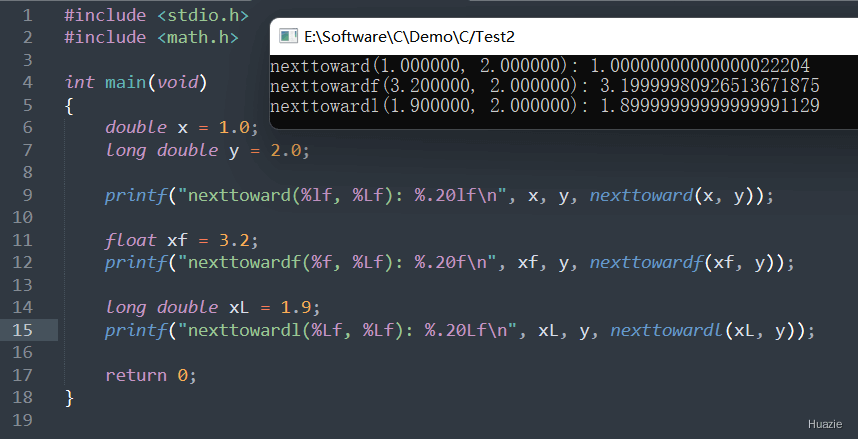 1 #include <stdio.h>
2 #include <math.h>
3
4 int main(void)
5 {
6 double x = 1.0;
7 long double y = 2.0;
8
9 printf("nexttoward(%lf, %Lf): %.20lf\n", x, y, nexttoward(x, y));
10
11 float xf = 3.2;
12 printf("nexttowardf(%f, %Lf): %.20f\n", xf, y, nexttowardf(xf, y));
13
14 long double xL = 1.9;
15 printf("nexttowardl(%Lf, %Lf): %.20Lf\n", xL, y, nexttowardl(xL, y));
16
17 return 0;
18 }
19
E:\Software\C\Demo\C/Test2
nexttoward(1.000000, 2.000000): 1.00000000000000022204
nexttowardf(3.200000, 2.000000): 3.19999980926513671875
nexttowardl(1.900000, 2.000000): 1.89999999999999991129
Huazie